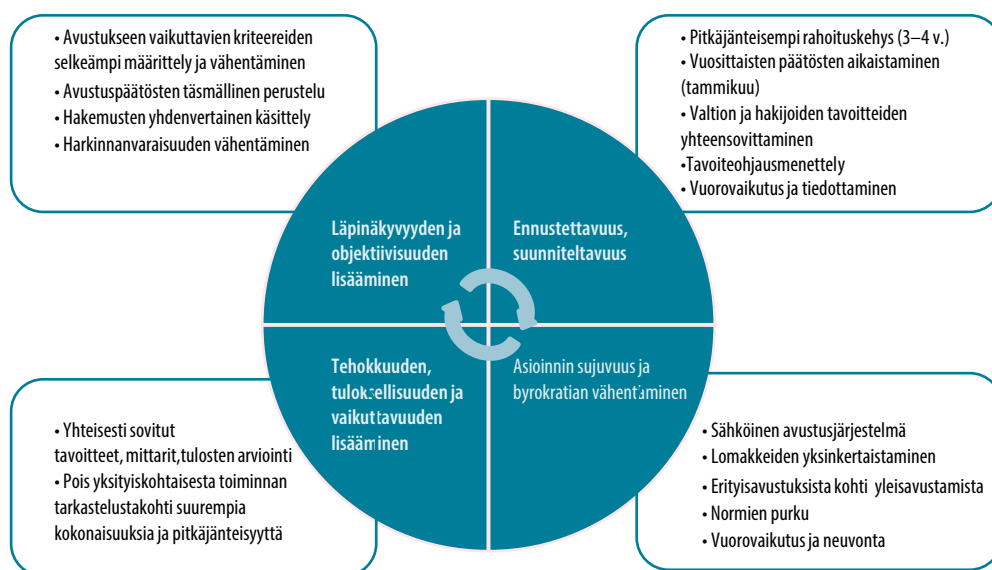 • Avustukseen vaikuttavien kriteereiden
selkeämpi määrittely ja vähentäminen
• Avustuspäätösten täsmällinen perustelu
• Hakemusten yhdenvertainen käsittely
• Harkinnanvaraisuuden vähentäminen
• Pitkäjänteisempi rahoituskehys (3–4 v.)
• Vuosittaisten päätösten aikaistaminen
(tammikuu)
• Valtion ja hakijoiden tavoitteiden
yhteensovittaminen
•Tavoiteohjausmenettely
• Vuorovaikutus ja tiedottaminen
Läpinäkyvyyden ja
objektiivisuuden
lisääminen
Ennustettavuus,
suunniteltavuus
Tehokkuuden,
tuloksellisuuden ja
vaikuttavuuden
lisääminen
Asioinnin sujuvuus ja
byrokratian vähentäminen
• Yhteisesti sovitut
tavoitteet, mittarit,tulosten arviointi
• Pois yksityiskohtaisesta toiminnan
tarkastelustakohti suurempia
kokonaisuuksia ja pitkäjänteisyyttä
• Sähköinen avustusjärjestelmä
• Lomakkeiden yksinkertaistaminen
• Erityisavustuksista kohti yleisavustamista
• Normien purku
• Vuorovaikutus ja neuvonta